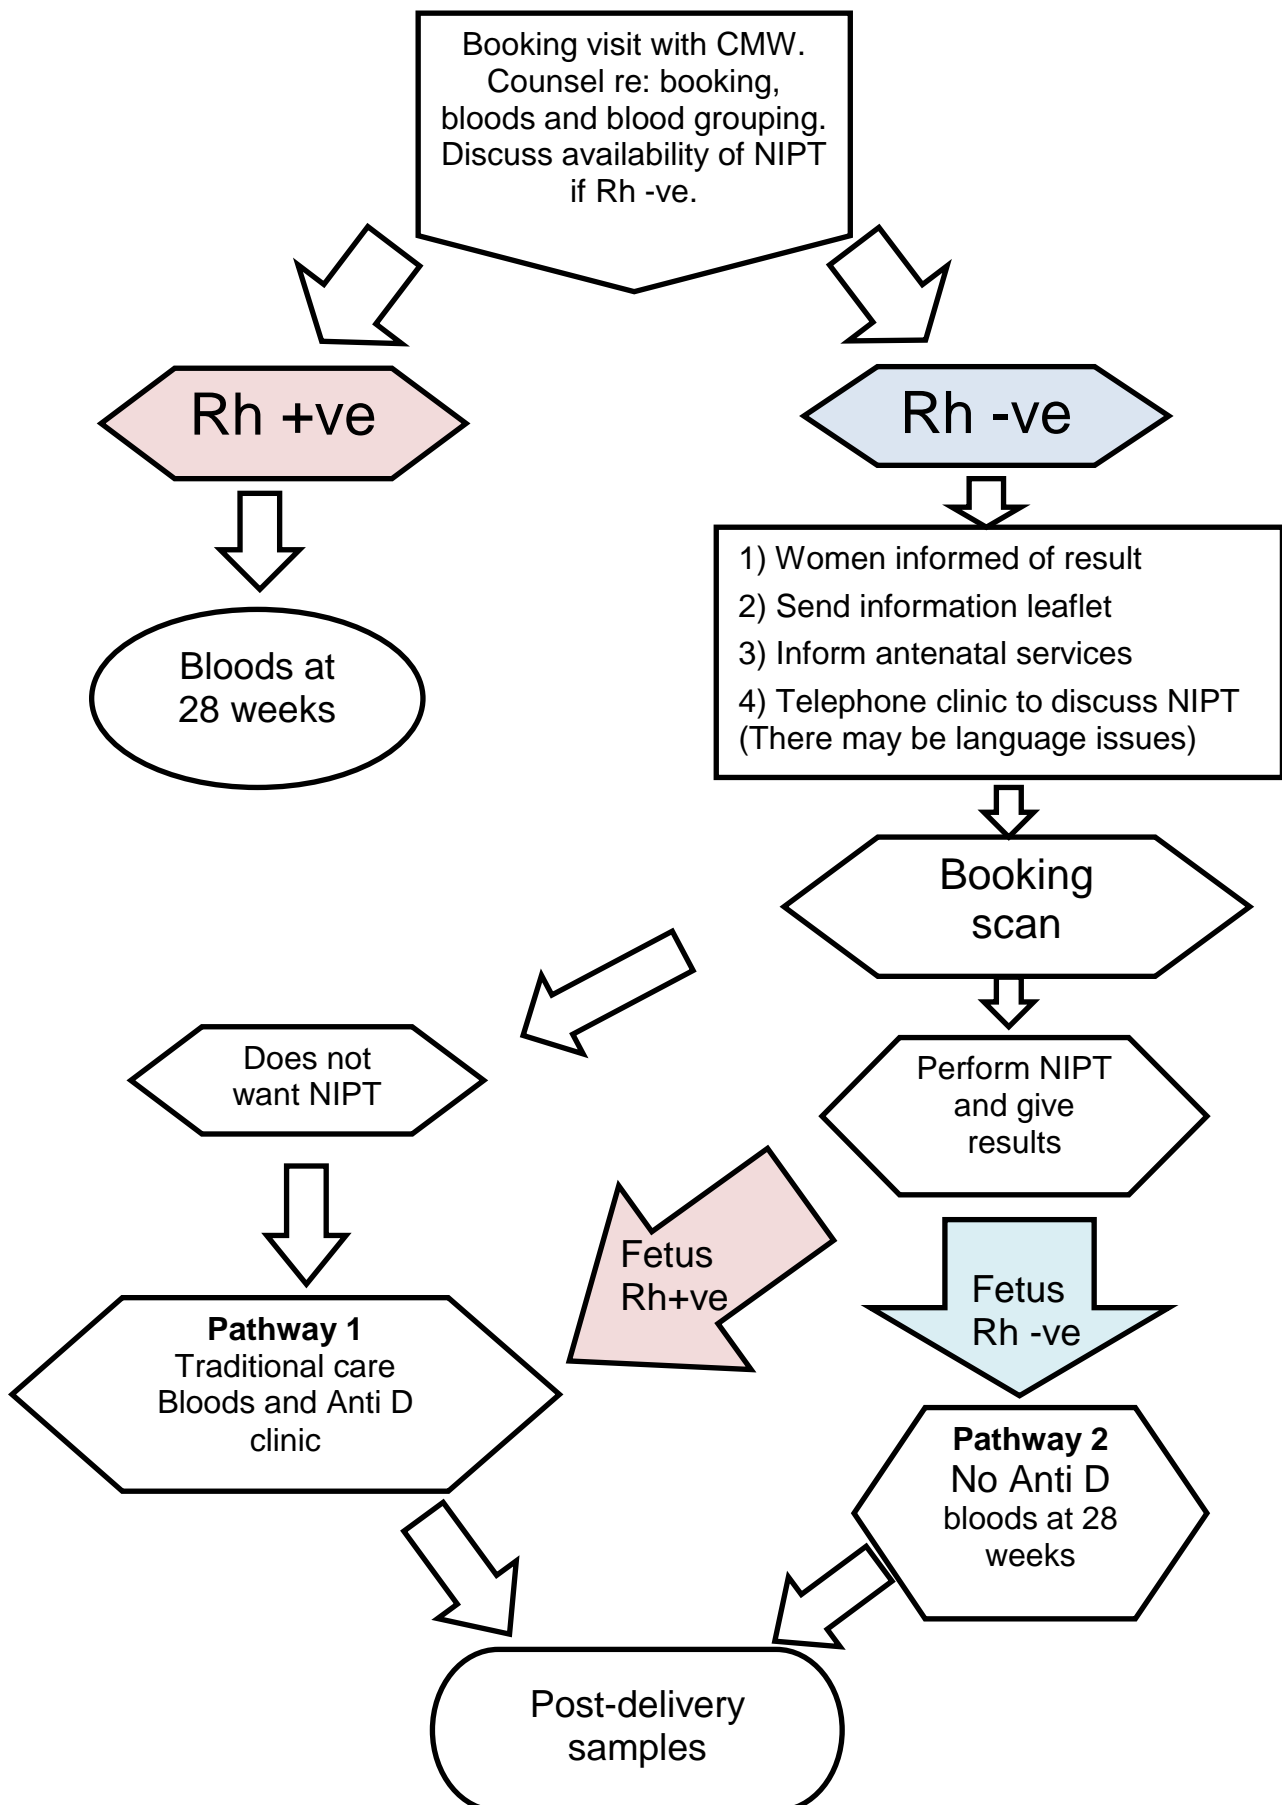 Booking visit with CMW.
Counsel re: booking,
bloods and blood grouping.
Discuss availability of NIPT
if Rh -ve.
Rh +ve
Rh -ve
Bloods at
28 weeks
1) Women informed of result
2) Send information leaflet
3) Inform antenatal services
4) Telephone clinic to discuss NIPT
(There may be language issues)
Booking
scan
Does not
want NIPT
Perform NIPT
and give
results
Fetus
Rh+ve
Fetus
Rh -ve
Pathway 1
Traditional care
Bloods and Anti D
clinic
Pathway 2
No Anti D
bloods at 28
weeks
Post-delivery
samples